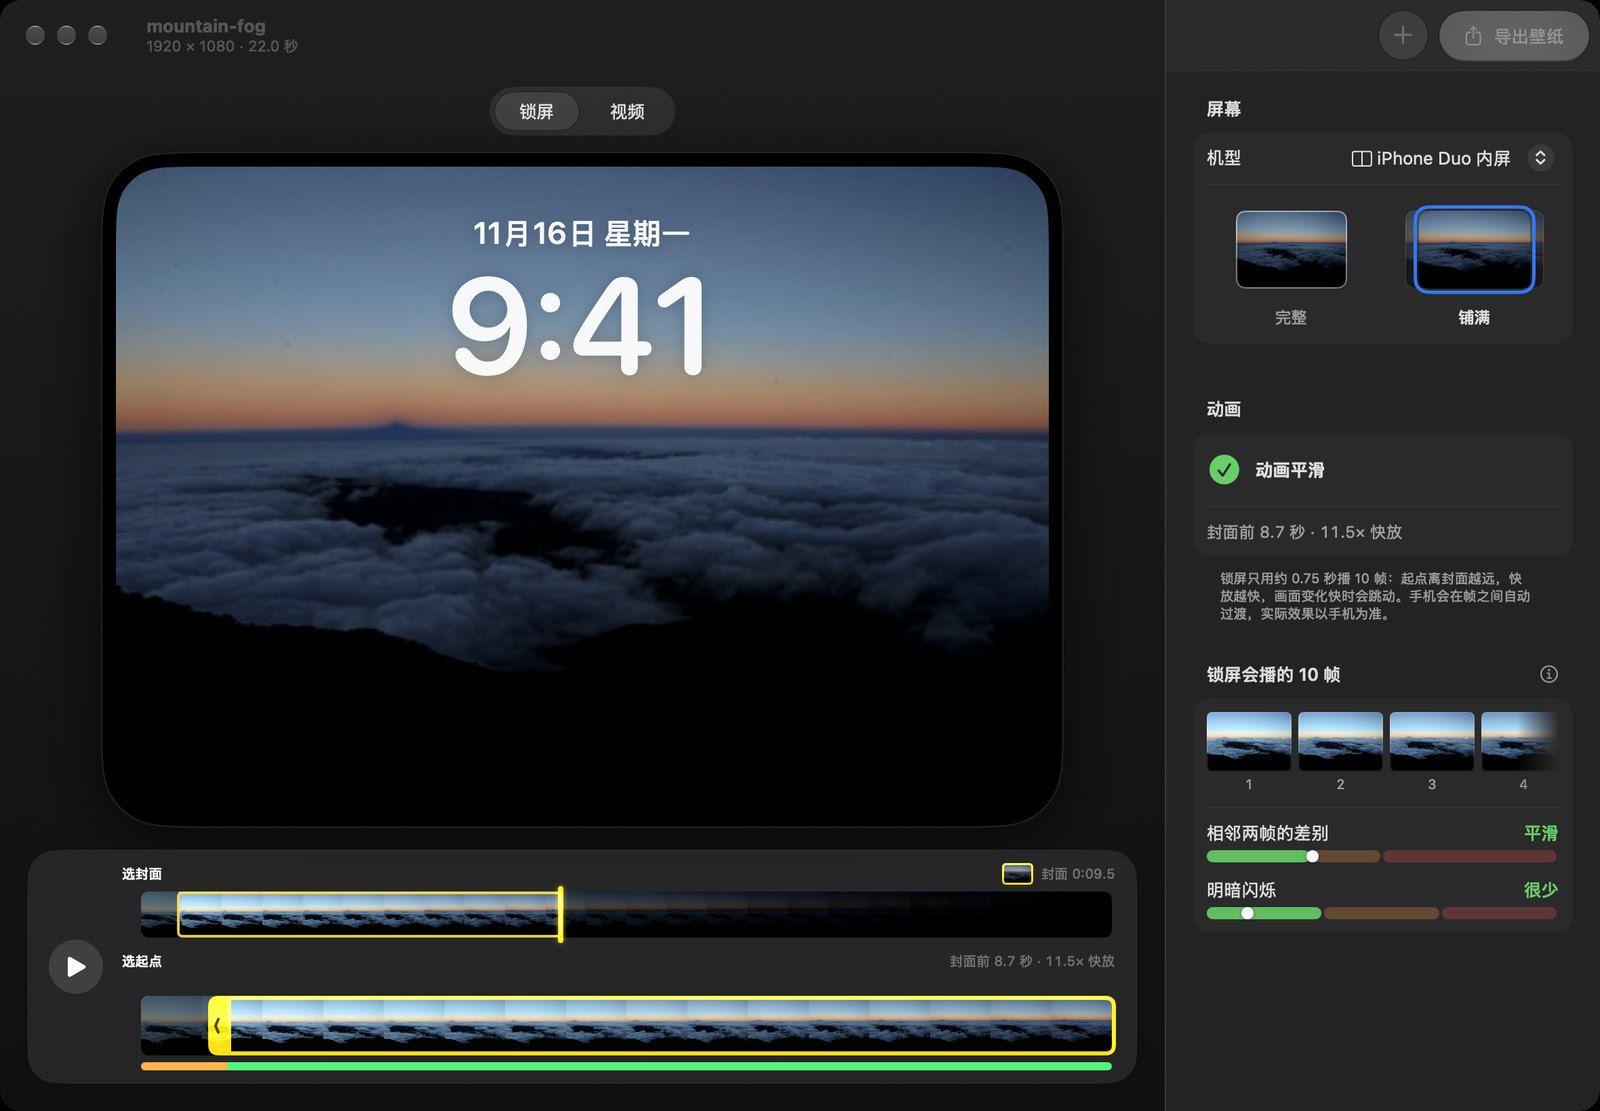 mountain-fog
1920 × 1080 · 22.0 秒
导出壁纸
锁屏
视频
11月16日 星期一
9:41
屏幕
机型
iPhone Duo 内屏
完整
铺满
动画
动画平滑
封面前 8.7 秒 · 11.5× 快放
锁屏只用约 0.75 秒播 10 帧：起点离封面越远，快
放越快，画面变化快时会跳动。手机会在帧之间自动
过渡，实际效果以手机为准。
锁屏会播的 10 帧
1
2
3
4
相邻两帧的差别
平滑
明暗闪烁
很少
选封面
封面 0:09.5
选起点
封面前 8.7 秒 · 11.5× 快放